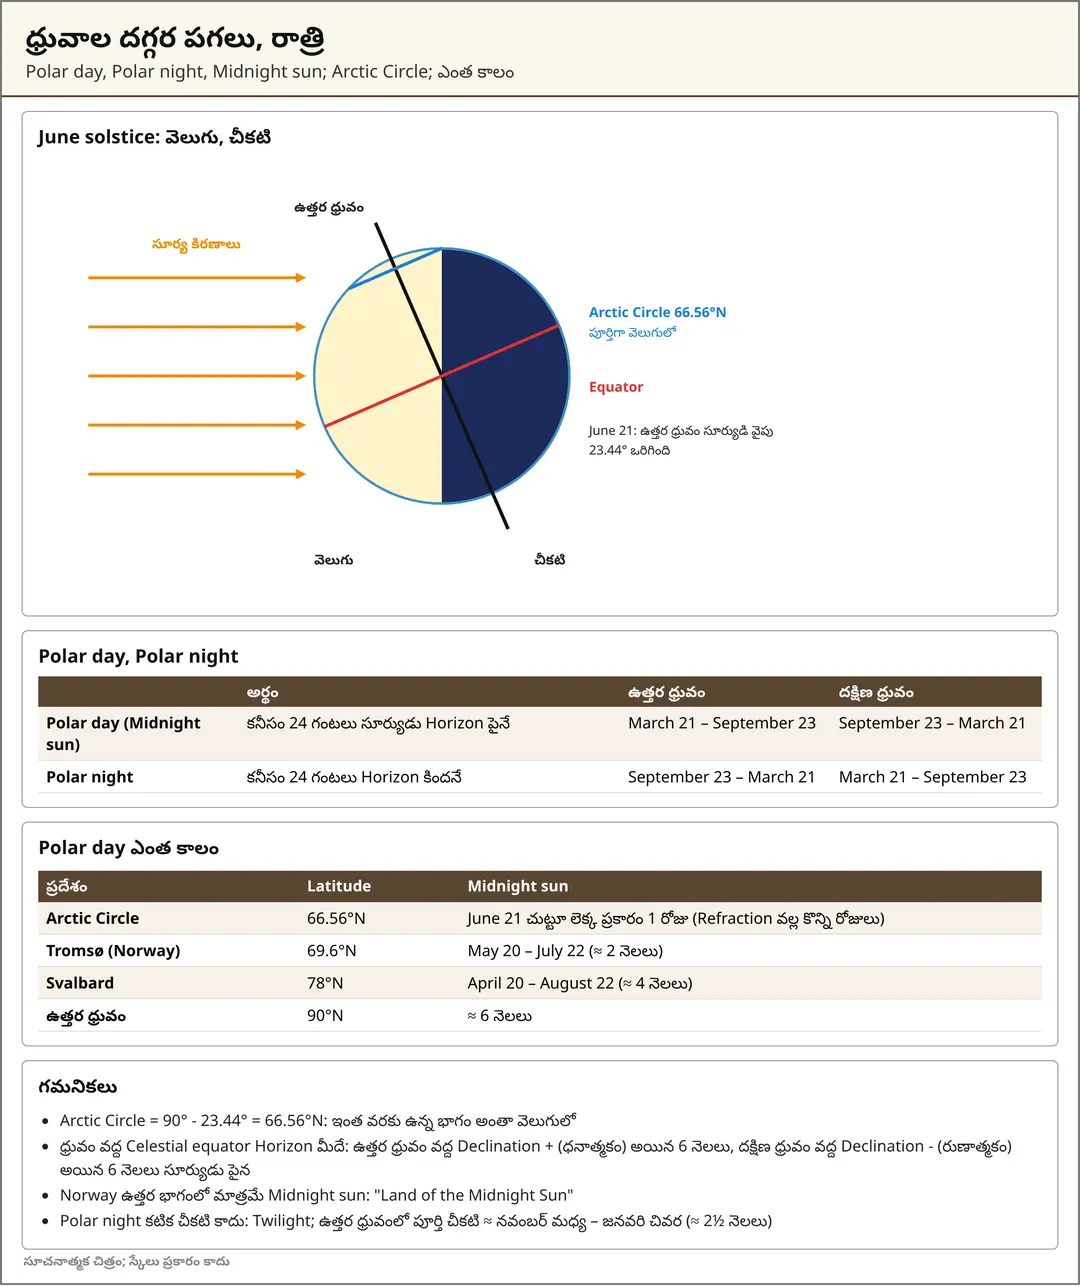 ధ్రువాల దగ్గర పగలు, రాత్రి
Polar day, Polar night, Midnight sun; Arctic Circle; ఎంత కాలం
June solstice: వెలుగు, చీకటి
ఉత్తర ధ్రువం
సూర్య కిరణాలు
Arctic Circle 66.56°N
పూర్తిగా వెలుగులో
Equator
June 21: ఉత్తర ధ్రువం సూర్యుడి వైపు
23.44° ఒరిగింది
వెలుగు
చీకటి
Polar day, Polar night
అర్థం ఉత్తర ధ్రువం దక్షిణ ధ్రువం
Polar day (Midnight sun) కనీసం 24 గంటలు సూర్యుడు Horizon పైనే March 21 – September 23 September 23 – March 21
Polar night కనీసం 24 గంటలు Horizon కిందనే September 23 – March 21 March 21 – September 23
Polar day ఎంత కాలం
ప్రదేశం Latitude Midnight sun
Arctic Circle 66.56°N June 21 చుట్టూ లెక్క ప్రకారం 1 రోజు (Refraction వల్ల కొన్ని రోజులు)
Tromsø (Norway) 69.6°N May 20 – July 22 (≈ 2 నెలలు)
Svalbard 78°N April 20 – August 22 (≈ 4 నెలలు)
ఉత్తర ధ్రువం 90°N ≈ 6 నెలలు
గమనికలు
• Arctic Circle = 90° - 23.44° = 66.56°N: ఇంత వరకు ఉన్న భాగం అంతా వెలుగులో
• ధ్రువం వద్ద Celestial equator Horizon మీదే: ఉత్తర ధ్రువం వద్ద Declination + (ధనాత్మకం) అయిన 6 నెలలు, దక్షిణ ధ్రువం వద్ద Declination - (రుణాత్మకం)
అయిన 6 నెలలు సూర్యుడు పైన
• Norway ఉత్తర భాగంలో మాత్రమే Midnight sun: "Land of the Midnight Sun"
• Polar night కటిక చీకటి కాదు: Twilight; ఉత్తర ధ్రువంలో పూర్తి చీకటి ≈ నవంబర్ మధ్య – జనవరి చివర (≈ 2½ నెలలు)
సూచనాత్మక చిత్రం; స్కేలు ప్రకారం కాదు